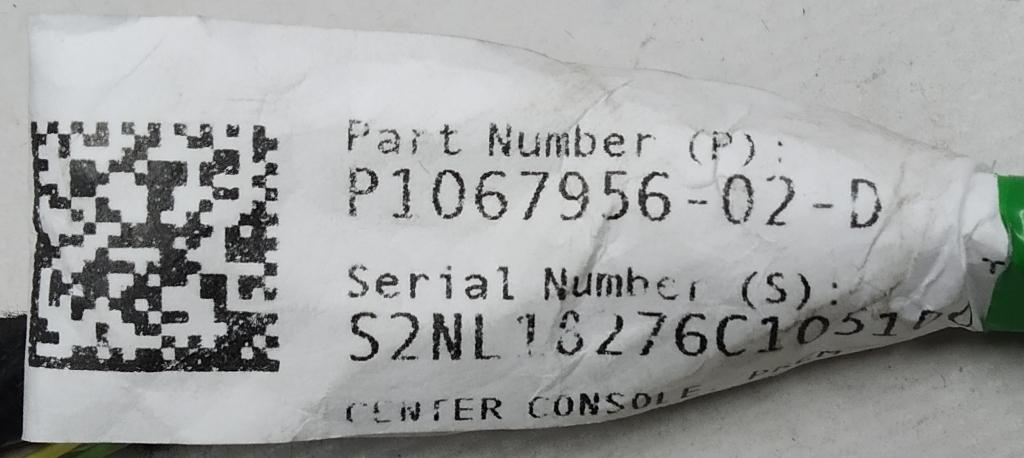 Part Number (P):
P1067956-02-D
Serial Number (S):
CENTER CONSOLE,